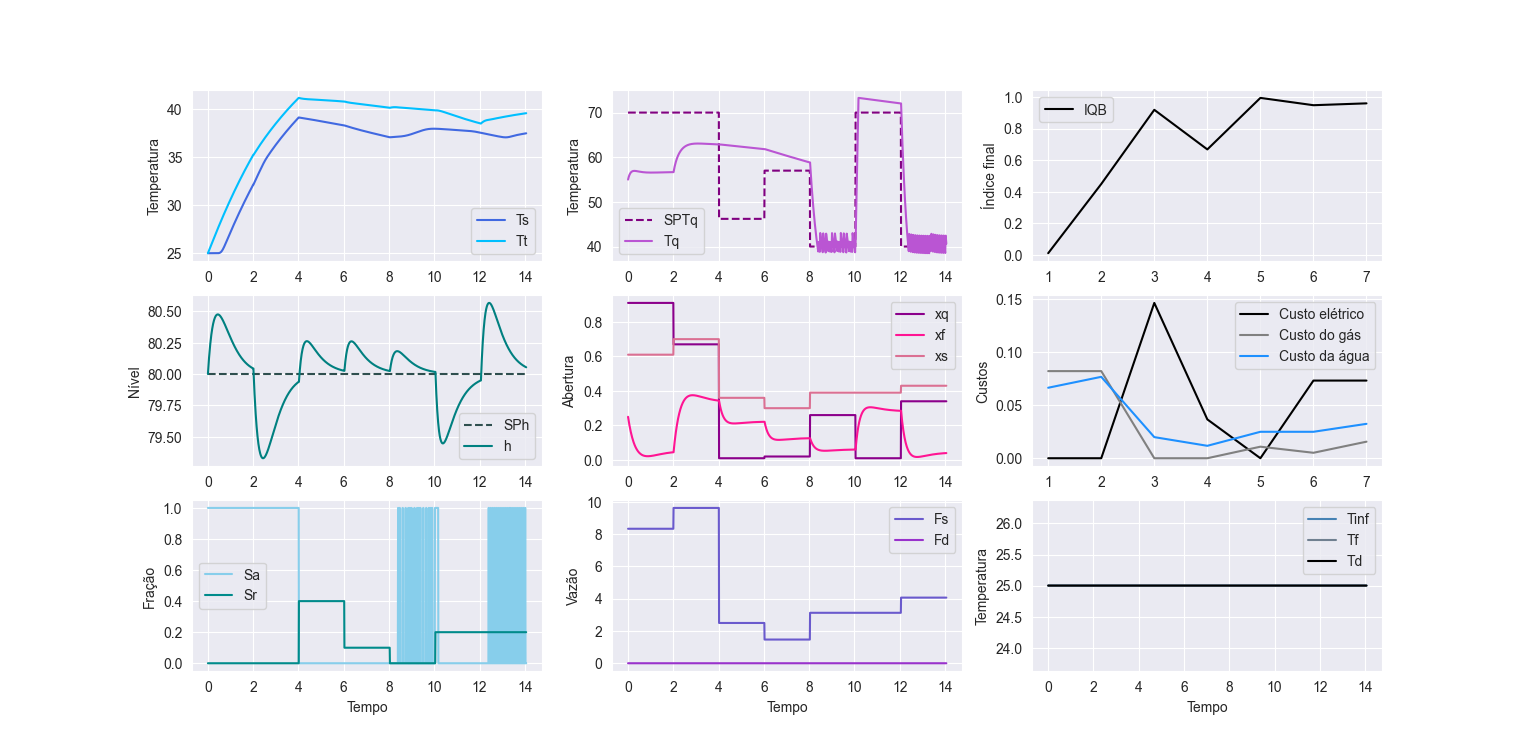 Temperatura
40
35
30
25
Ts
Tt
0 2 4 6 8 10 12 14
Temperatura
70
60
50
40
SPTq
Tq
0 2 4 6 8 10 12 14
Índice final
1.0
0.8
0.6
0.4
0.2
0.0
IQB
1 2 3 4 5 6 7
Nível
80.50
80.25
80.00
79.75
79.50
SPh
h
0 2 4 6 8 10 12 14
Abertura
0.8
0.6
0.4
0.2
0.0
xq
xf
xs
0 2 4 6 8 10 12 14
Custos
0.15
0.10
0.05
0.00
Custo elétrico
Custo do gás
Custo da água
1 2 3 4 5 6 7
Fração
1.0
0.8
0.6
0.4
0.2
0.0
Sa
Sr
0 2 4 6 8 10 12 14
Tempo
Vazão
10
8
6
4
2
0
Fs
Fd
0 2 4 6 8 10 12 14
Tempo
Temperatura
26.0
25.5
25.0
24.5
24.0
Tinf
Tf
Td
0 2 4 6 8 10 12 14
Tempo